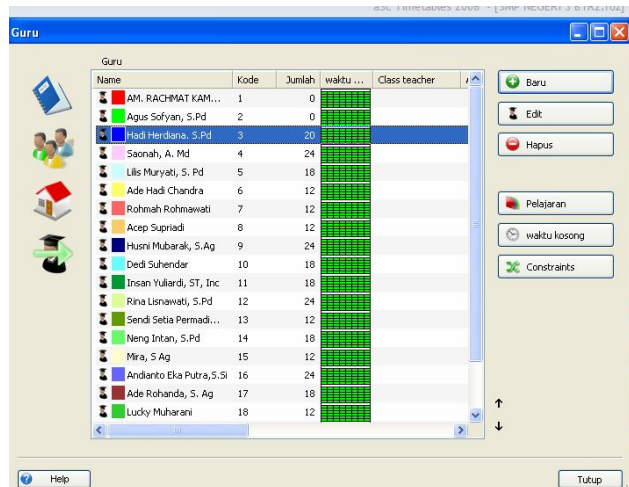 asc Timetables 2008 - [SMP NEGERI 3 BTR2.roz]
Guru
Guru
Name Kode Jumlah waktu ... Class teacher
AM. RACHMAT KAM... 1 0
Agus Sofyan, S.Pd 2 0
Hadi Herdiana. S.Pd 3 20
Saonah, A. Md 4 24
Lilis Muryati, S. Pd 5 18
Ade Hadi Chandra 6 12
Rohmah Rohmawati 7 12
Acep Supriadi 8 12
Husni Mubarak, S.Ag 9 24
Dedi Suhendar 10 18
Insan Yuliardi, ST, Inc 11 18
Rina Lisnawati, S.Pd 12 24
Sendi Setia Permadi... 13 12
Neng Intan, S.Pd 14 18
Mira, S Ag 15 12
Andianto Eka Putra,S.Si 16 24
Ade Rohanda, S. Ag 17 18
Lucky Muharani 18 12
Baru
Edit
Hapus
Pelajaran
waktu kosong
Constraints
Help
Tutup